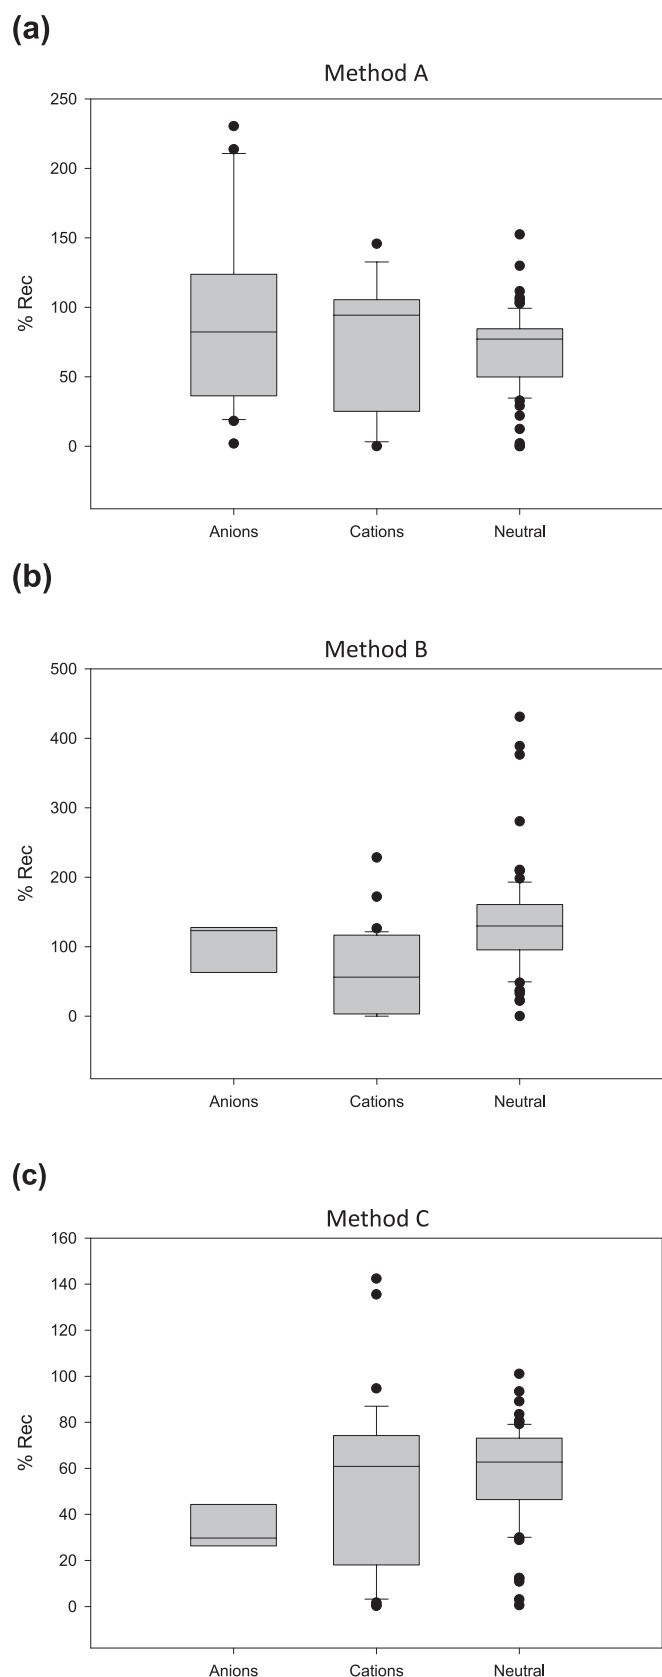 (a)
Method A
250
200
150
100
50
0
% Rec
Anions Cations Neutral
(b)
Method B
500
400
300
200
100
0
% Rec
Anions Cations Neutral
(c)
Method C
160
140
120
100
80
60
40
20
0
% Rec
Anions Cations Neutral